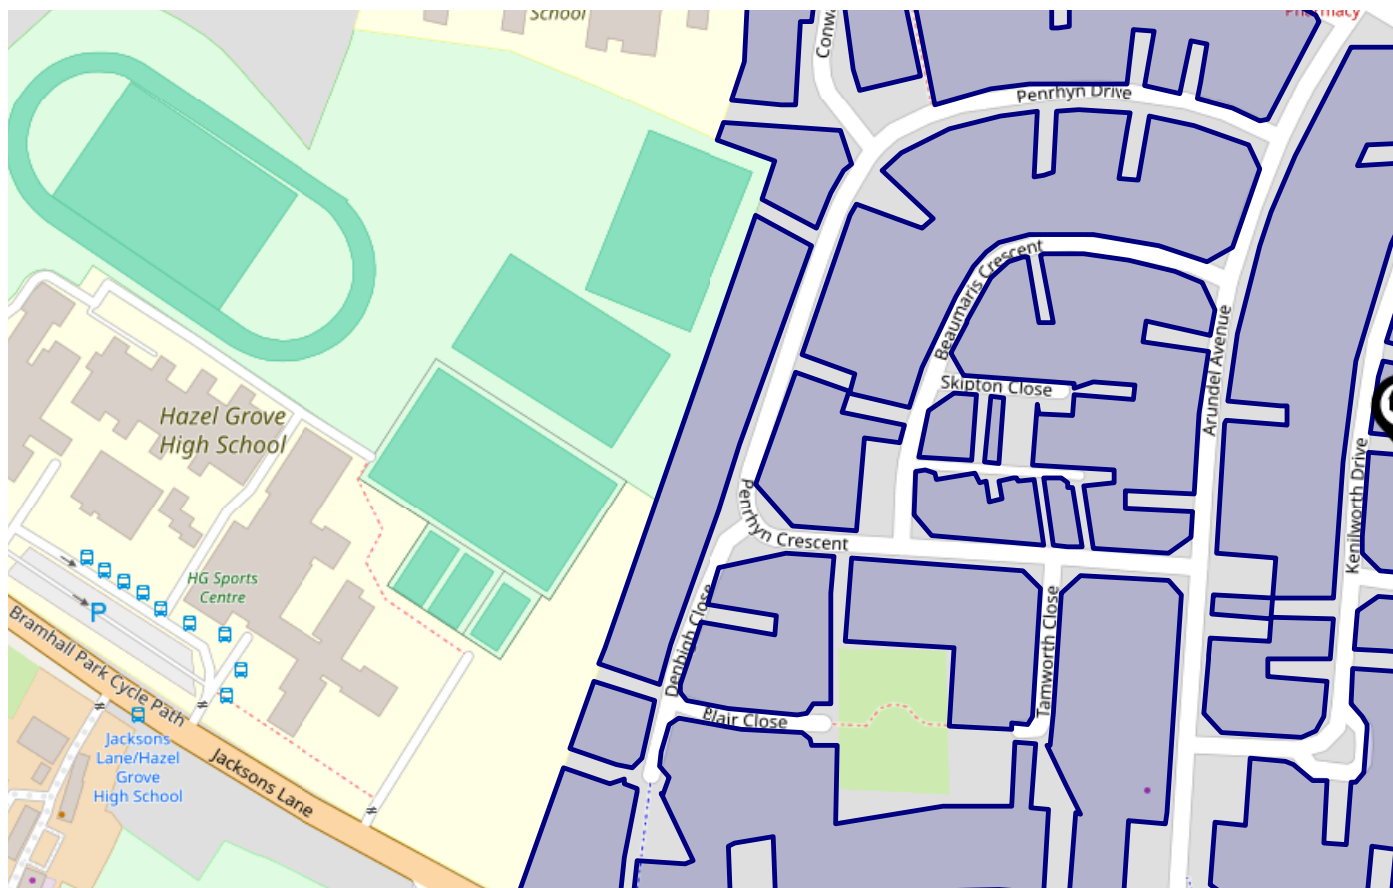 School
Pharmacy
Conwa
Penrhyn Drive
Beaumaris Crescent
Skipton Close
Arundel Avenue
Kenilworth Drive
Hazel Grove
High School
Penrhyn Crescent
HG Sports
Centre
P
Denbigh Close
Tamworth Close
Bramhall Park Cycle Path
Blair Close
Jacksons
Lane/Hazel
Grove
High School
Jacksons Lane